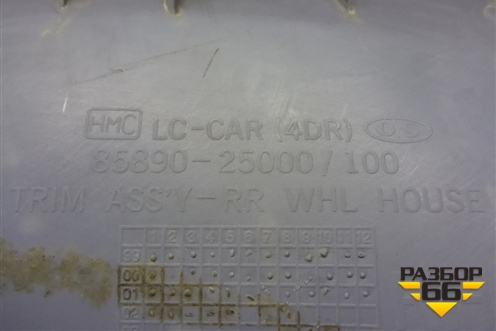 HMC LC-CAR (4DR)
85890-25000/100
TRIM ASS'Y-RR WHL HOUSE
1 2 3 4 5 6 7 8 9 10 11 12
99
00
01
РАЗБОР
66